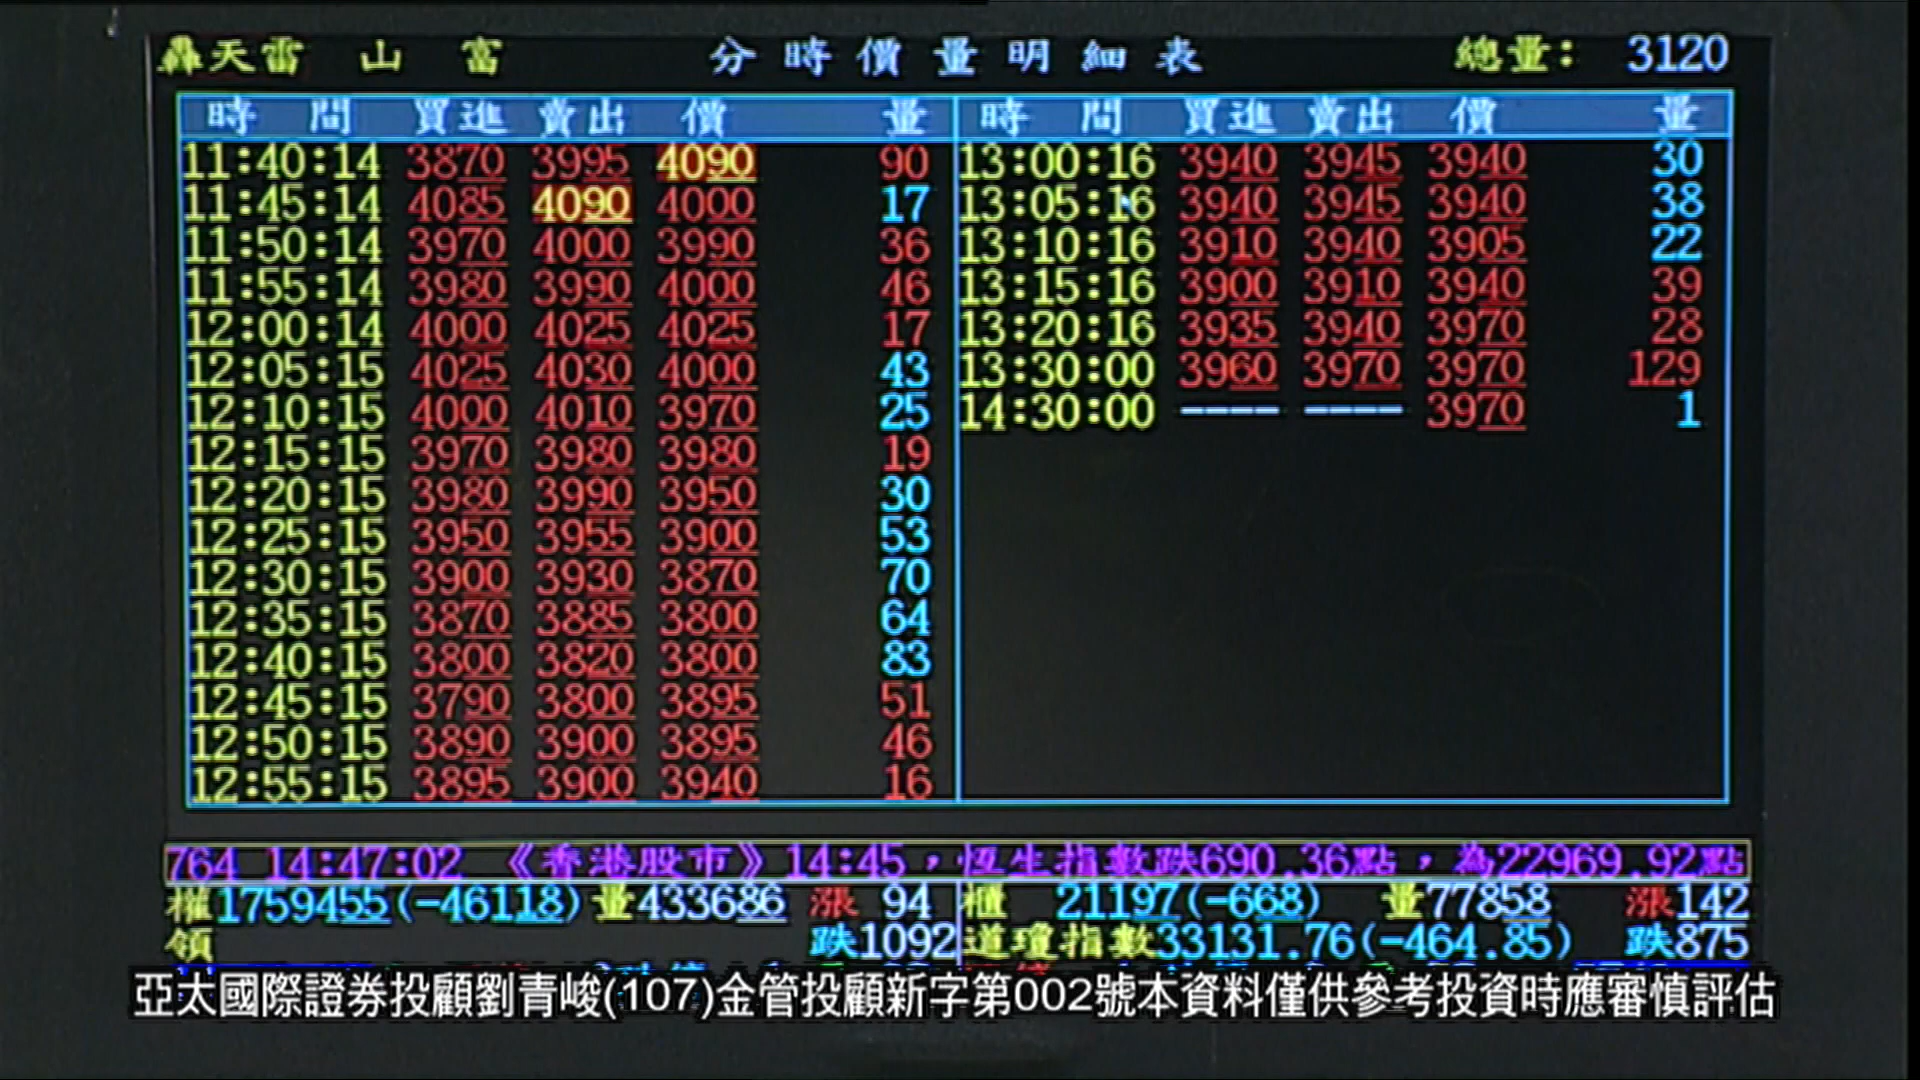 轟天雷 山 富 分時價量明細表 總量: 3120
時 間 買進 賣出 價 量 時 間 買進 賣出 價 量
11:40:14 3870 3995 4090 90 13:00:16 3940 3945 3940 30
11:45:14 4085 4090 4000 17 13:05:16 3940 3945 3940 38
11:50:14 3970 4000 3990 36 13:10:16 3910 3940 3905 22
11:55:14 3980 3990 4000 46 13:15:16 3900 3910 3940 39
12:00:14 4000 4025 4025 17 13:20:16 3935 3940 3970 28
12:05:15 4025 4030 4000 43 13:30:00 3960 3970 3970 129
12:10:15 4000 4010 3970 25 14:30:00 ---- ---- 3970 1
12:15:15 3970 3980 3980 19
12:20:15 3980 3990 3950 30
12:25:15 3950 3955 3900 53
12:30:15 3900 3930 3870 70
12:35:15 3870 3885 3800 64
12:40:15 3800 3820 3800 83
12:45:15 3790 3800 3895 51
12:50:15 3890 3900 3895 46
12:55:15 3895 3900 3940 16
764 14:47:02 《香港股市》14:45，恆生指數跌690.36點，為22969.92點
權1759455(-46118)量433686 漲 94 櫃 21197(-668) 量77858 漲142
領 跌1092 道瓊指數33131.76(-464.85) 跌875
亞太國際證券投顧劉青峻(107)金管投顧新字第002號本資料僅供參考投資時應審慎評估